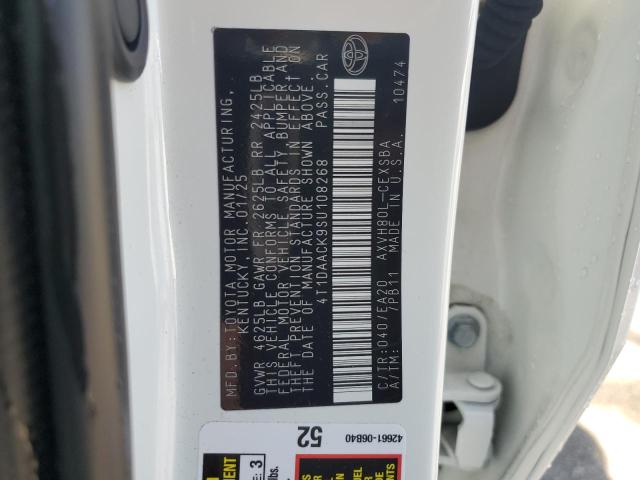 MFD.BY:TOYOTA MOTOR MANUFACTURING,
KENTUCKY, INC. 01/25
GVWR 4625LB GAWR FR 2625LB RR 2425LB
THIS VEHICLE CONFORMS TO ALL APPLICABLE
FEDERAL MOTOR VEHICLE SAFETY, BUMPER, AND
THEFT PREVENTION STANDARDS IN EFFECT ON
THE DATE OF MANUFACTURE SHOWN ABOVE.
4T1DAACK9SU108268 PASS.CAR
C/TR:040/EA20 AXVH80L-CEXSBA
A/TM: /PB11 MADE IN U.S.A. 10474
52
42661-06B40
3